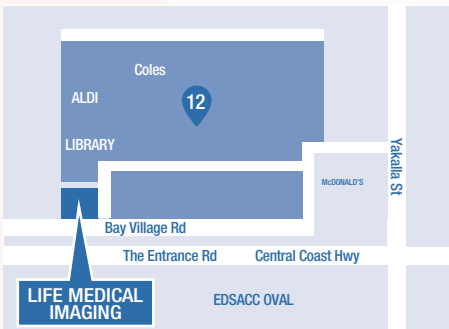 Coles
ALDI
12
LIBRARY
McDONALD'S
Yakalla St
Bay Village Rd
The Entrance Rd
Central Coast Hwy
LIFE MEDICAL
IMAGING
EDSACC OVAL